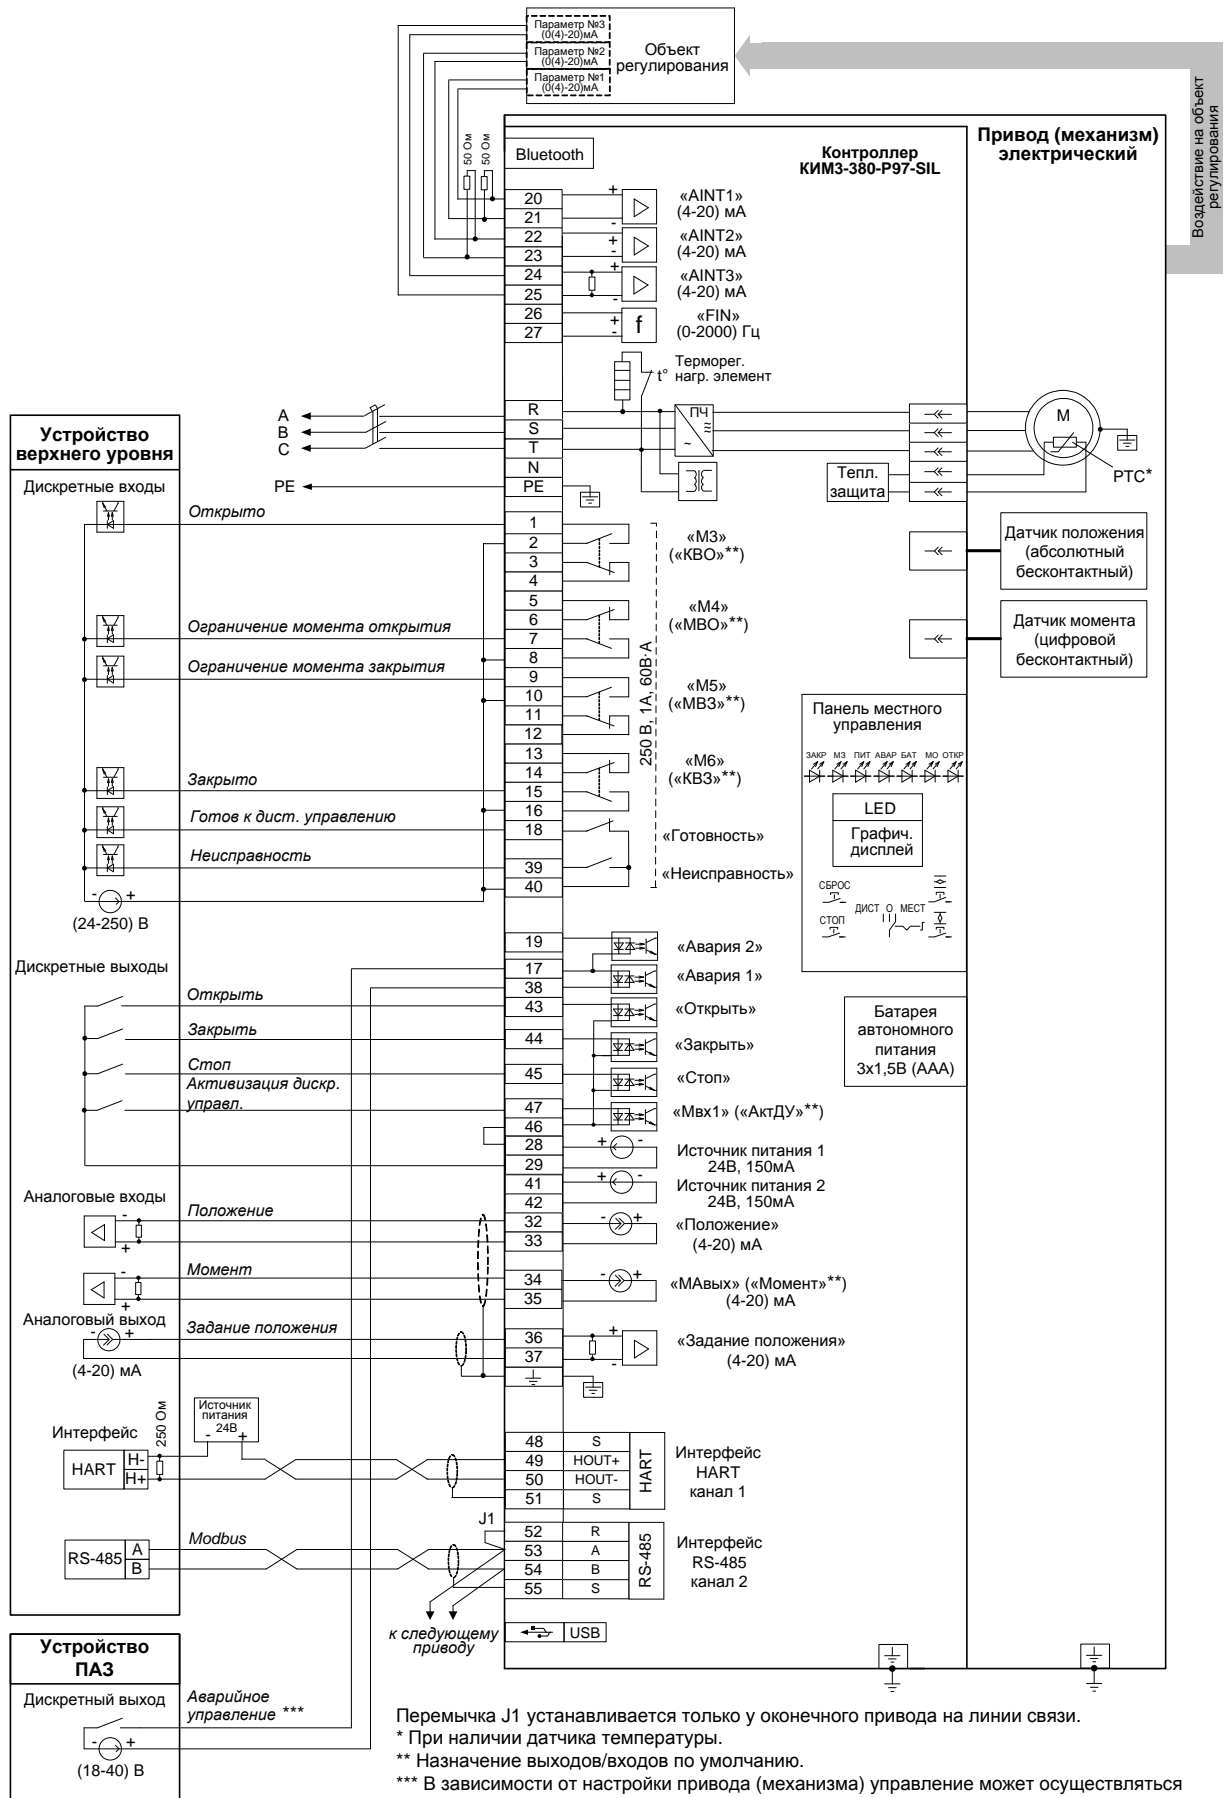 Параметр №3
(0(4)-20)мА
Параметр №2
(0(4)-20)мА
Параметр №1
(0(4)-20)мА
Объект
регулирования
Воздействие на объект
регулирования
50 Ом
50 Ом
Bluetooth
Контроллер
КИМ3-380-Р97-SIL
Привод (механизм)
электрический
20
+
«AINT1»
(4-20) мА
21
-
22
+
«AINT2»
(4-20) мА
23
-
24
+
«AINT3»
(4-20) мА
25
-
26
+
f
«FIN»
(0-2000) Гц
27
-
Терморег.
t° нагр. элемент
A
R
B
S
C
T
N
PE
PE
ПЧ
≈
~
Тепл.
защита
M
РТС*
Устройство
верхнего уровня
Дискретные входы
Открыто
Ограничение момента открытия
Ограничение момента закрытия
Закрыто
Готов к дист. управлению
Неисправность
- +
(24-250) В
1
2
3
4
5
6
7
8
9
10
11
12
13
14
15
16
18
39
40
«М3»
(«КВО»**)
«М4»
(«МВО»**)
«М5»
(«МВЗ»**)
«М6»
(«КВЗ»**)
«Готовность»
«Неисправность»
250 В, 1А, 60В·А
Датчик положения
(абсолютный
бесконтактный)
Датчик момента
(цифровой
бесконтактный)
Панель местного
управления
ЗАКР МЗ ПИТ АВАР БАТ МО ОТКР
LED
Графич.
дисплей
СБРОС
СТОП
ДИСТ О МЕСТ
Батарея
автономного
питания
3х1,5В (ААА)
Дискретные выходы
Открыть
Закрыть
Стоп
Активизация дискр.
управл.
19
«Авария 2»
17
«Авария 1»
38
43
«Открыть»
44
«Закрыть»
45
«Стоп»
47
«Мвх1» («АктДУ»**)
46
28
+ -
Источник питания 1
24В, 150мА
29
41
+ -
Источник питания 2
24В, 150мА
42
Аналоговые входы
-
+
Положение
32
- +
«Положение»
(4-20) мА
33
-
+
Момент
34
- +
«МАвых» («Момент»**)
(4-20) мА
35
Аналоговый выход
- +
(4-20) мА
Задание положения
36
+
«Задание положения»
(4-20) мА
37
-
Интерфейс
HART
H-
H+
250 Ом
Источник
питания
24В
- +
48 S
49 HOUT+
50 HOUT-
51 S
HART
Интерфейс
HART
канал 1
RS-485
A
B
Modbus
J1
52 R
53 A
54 B
55 S
RS-485
Интерфейс
RS-485
канал 2
к следующему
приводу
USB
Устройство
ПАЗ
Дискретный выход
Аварийное
управление ***
- +
(18-40) В
Перемычка J1 устанавливается только у оконечного привода на линии связи.
* При наличии датчика температуры.
** Назначение выходов/входов по умолчанию.
*** В зависимости от настройки привода (механизма) управление может осуществляться